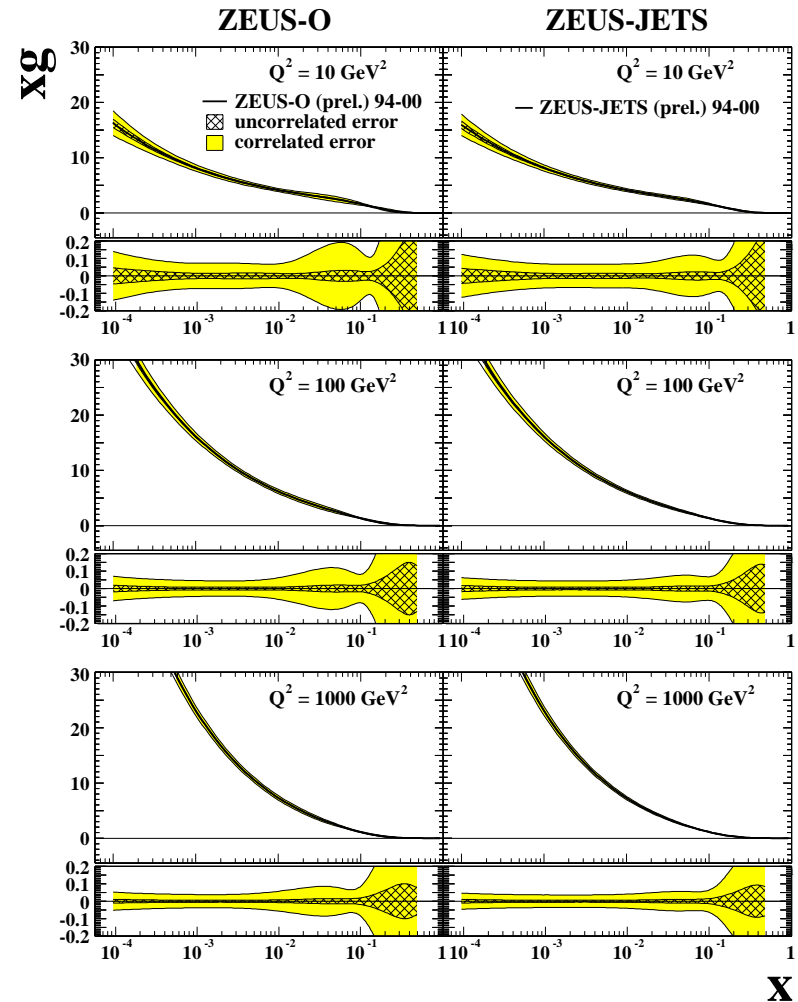 ZEUS-O ZEUS-JETS
xg
30
Q² = 10 GeV² Q² = 10 GeV²
20
ZEUS-O (prel.) 94-00 ZEUS-JETS (prel.) 94-00
uncorrelated error
correlated error
10
0
0.2
0.1
0
-0.1
-0.2
10⁻⁴ 10⁻³ 10⁻² 10⁻¹ 1 10⁻⁴ 10⁻³ 10⁻² 10⁻¹ 1
30
Q² = 100 GeV² Q² = 100 GeV²
20
10
0
0.2
0.1
0
-0.1
-0.2
10⁻⁴ 10⁻³ 10⁻² 10⁻¹ 1 10⁻⁴ 10⁻³ 10⁻² 10⁻¹ 1
30
Q² = 1000 GeV² Q² = 1000 GeV²
20
10
0
0.2
0.1
0
-0.1
-0.2
10⁻⁴ 10⁻³ 10⁻² 10⁻¹ 1 10⁻⁴ 10⁻³ 10⁻² 10⁻¹ 1
x